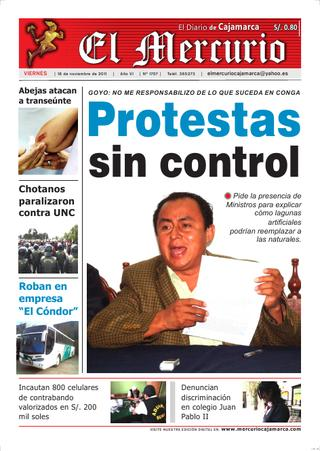 El Diario de Cajamarca
S/. 0.80
El Mercurio
VIERNES | 18 de noviembre de 2011 | Año VI | N° 1707 | Telef. 365273 | elmercuriocajamarca@yahoo.es
Abejas atacan
a transeúnte
Chotanos
paralizaron
contra UNC
Roban en
empresa
“El Cóndor”
GOYO: NO ME RESPONSABILIZO DE LO QUE SUCEDA EN CONGA
Protestas
sin control
Pide la presencia de
Ministros para explicar
cómo lagunas
artificiales
podrían reemplazar a
las naturales.
Incautan 800 celulares
de contrabando
valorizados en S/. 200
mil soles
Denuncian
discriminación
en colegio Juan
Pablo II
VISITE NUESTRA EDICIÓN DIGITAL EN: www.mercuriocajamarca.com